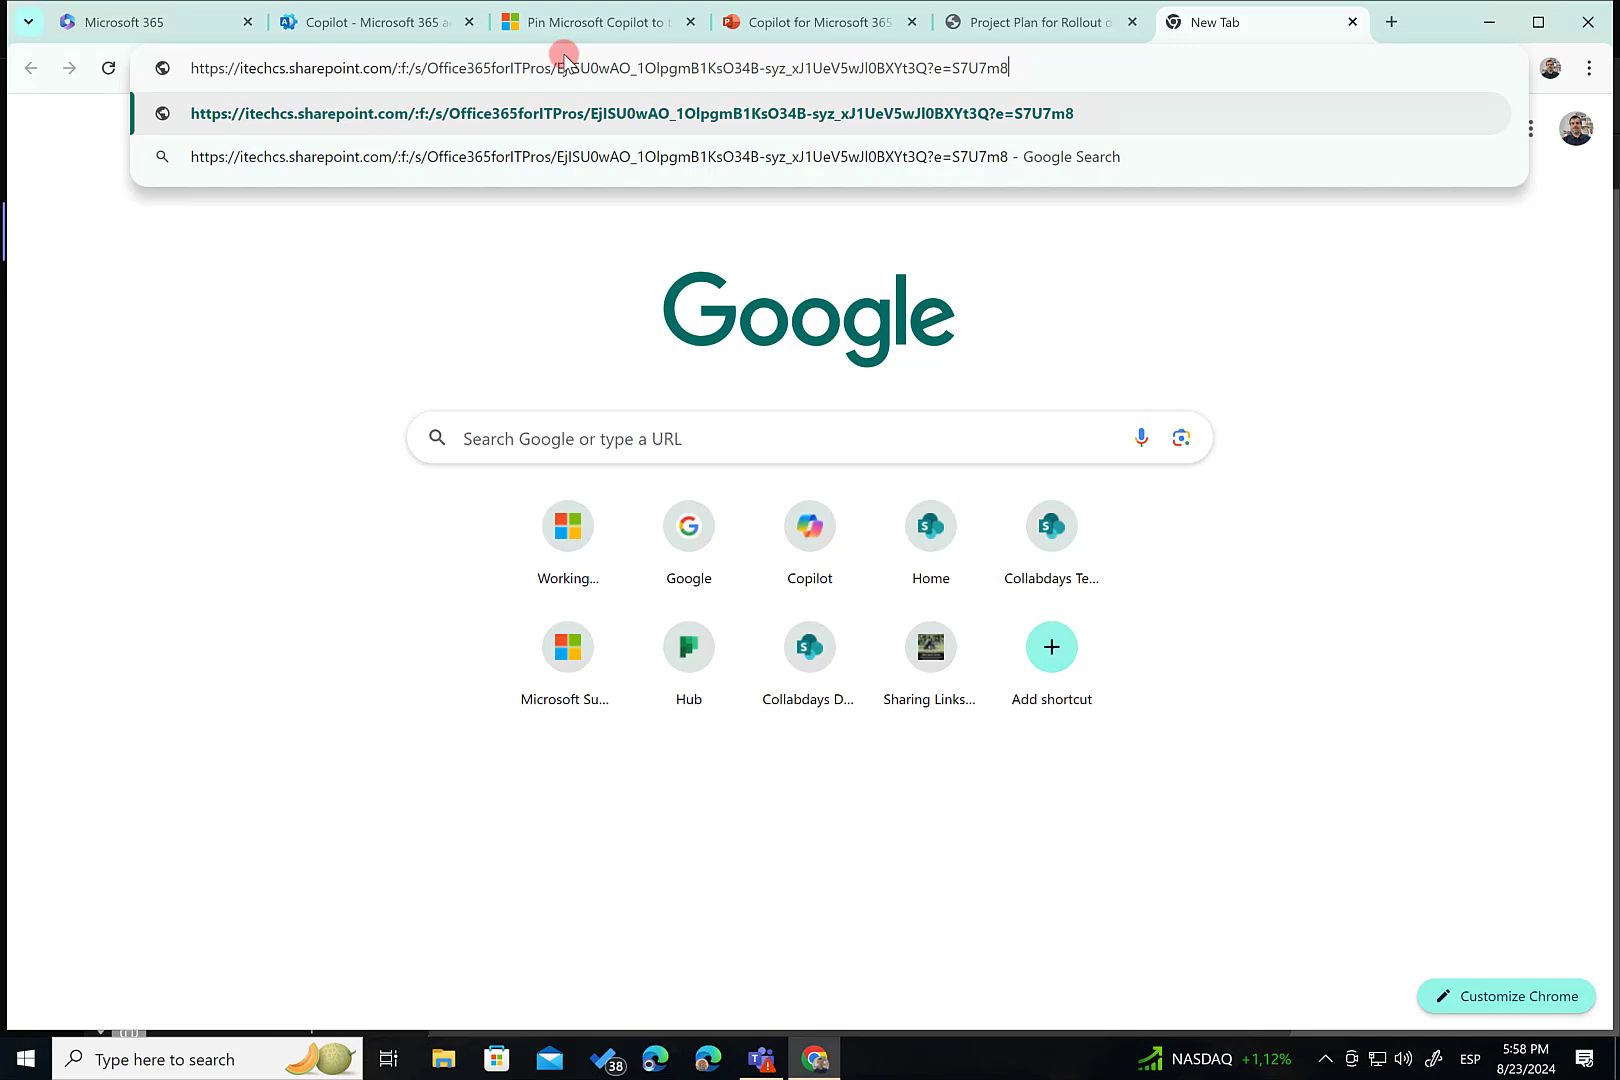 Microsoft 365
Copilot - Microsoft 365 a
Pin Microsoft Copilot to t
Copilot for Microsoft 365
Project Plan for Rollout o
New Tab
https://itechcs.sharepoint.com/:f:/s/Office365forITPros/EjISU0wAO_1OlpgmB1KsO34B-syz_xJ1UeV5wJl0BXYt3Q?e=S7U7m8
https://itechcs.sharepoint.com/:f:/s/Office365forITPros/EjISU0wAO_1OlpgmB1KsO34B-syz_xJ1UeV5wJl0BXYt3Q?e=S7U7m8
https://itechcs.sharepoint.com/:f:/s/Office365forITPros/EjISU0wAO_1OlpgmB1KsO34B-syz_xJ1UeV5wJl0BXYt3Q?e=S7U7m8 - Google Search
Google
Search Google or type a URL
Working...
Google
Copilot
Home
Collabdays Te...
Microsoft Su...
Hub
Collabdays D...
Sharing Links...
Add shortcut
Customize Chrome
Type here to search
38
NASDAQ +1,12%
ESP
5:58 PM
8/23/2024